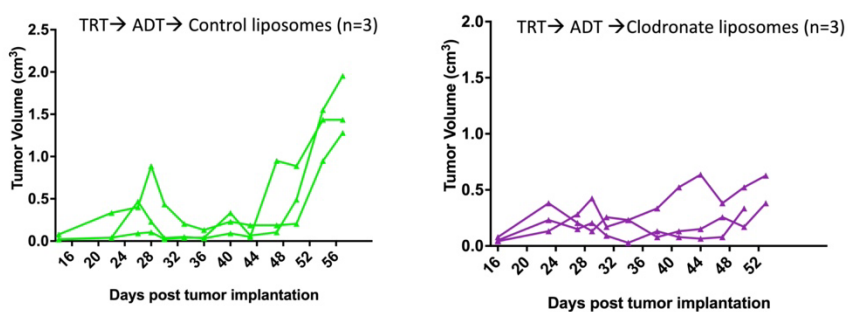 TRT→ ADT→ Control liposomes (n=3)
Tumor Volume (cm³)
2.5
2.0
1.5
1.0
0.5
0.0
16 20 24 28 32 36 40 44 48 52 56
Days post tumor implantation
TRT→ ADT →Clodronate liposomes (n=3)
Tumor Volume (cm³)
2.0
1.5
1.0
0.5
0.0
16 20 24 28 32 36 40 44 48 52
Days post tumor implantation